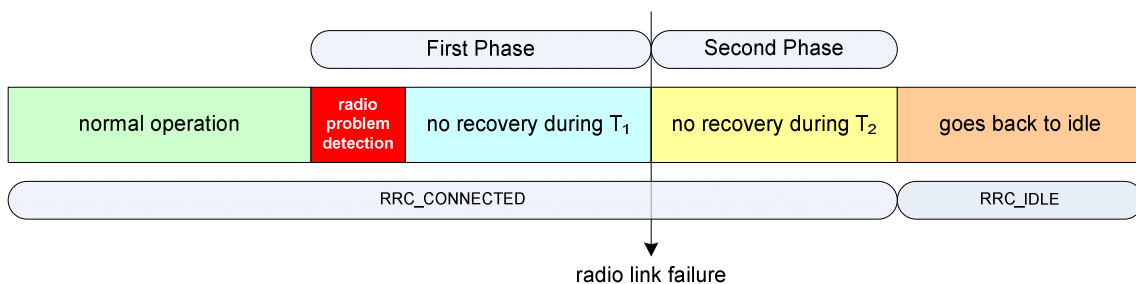 First Phase
Second Phase
normal operation
radio
problem
detection
no recovery during T₁
no recovery during T₂
goes back to idle
RRC_CONNECTED
RRC_IDLE
radio link failure